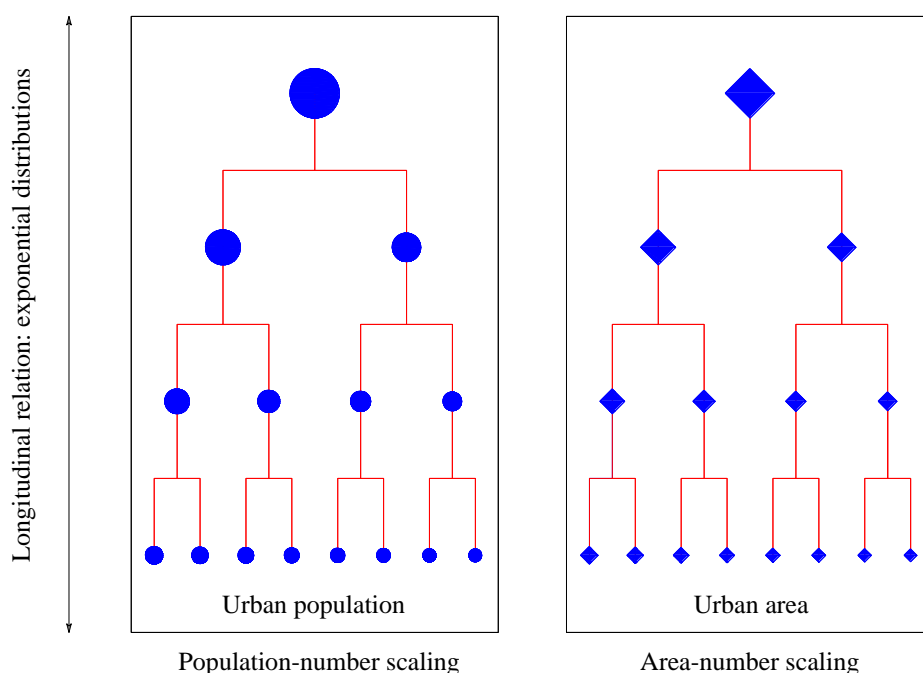 Longitudinal relation: exponential distributions
Urban population
Urban area
Population-number scaling
Area-number scaling